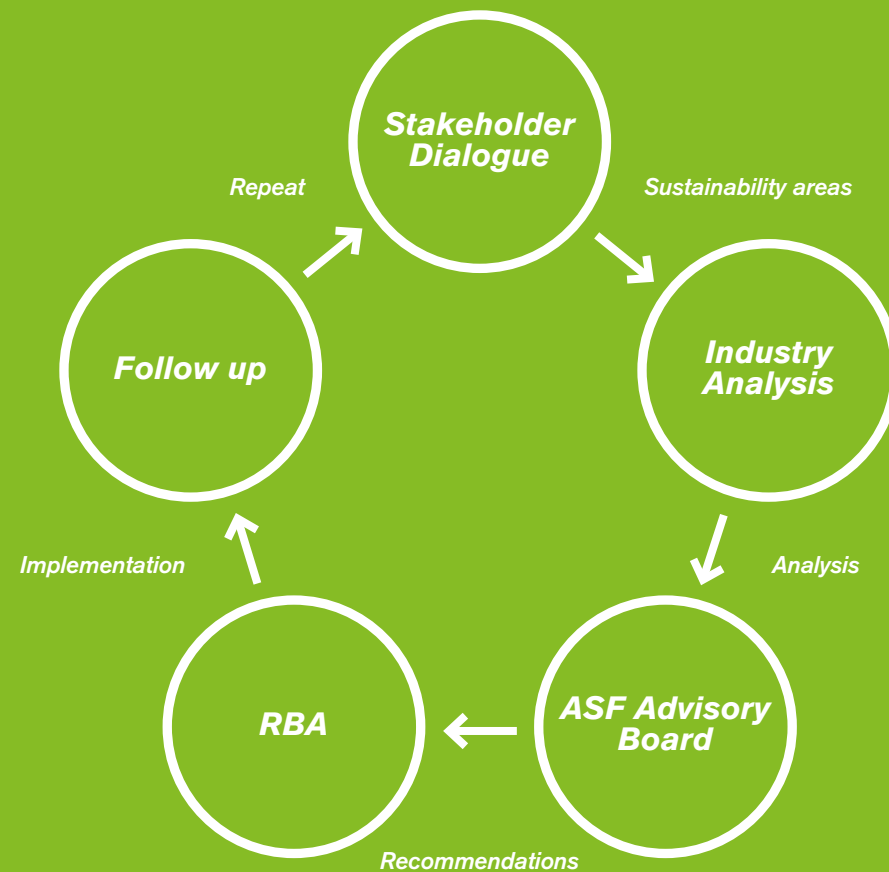 Stakeholder
Dialogue
Repeat
Sustainability areas
Follow up
Industry
Analysis
Implementation
Analysis
RBA
ASF Advisory
Board
Recommendations